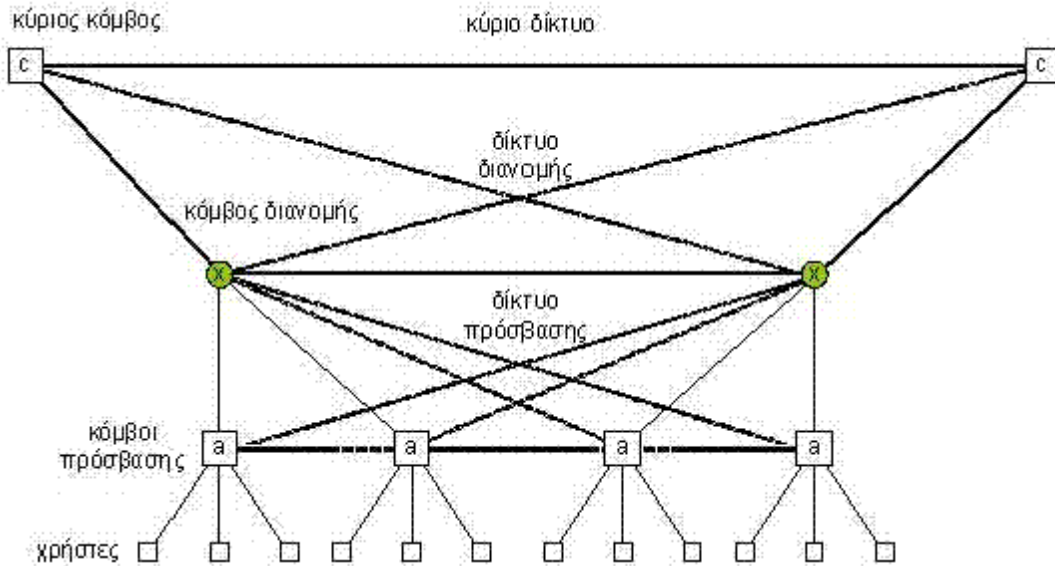 κύριος κόμβος
κύριο δίκτυο
c
c
δίκτυο
διανομής
κόμβος διανομής
x
x
δίκτυο
πρόσβασης
κόμβοι
πρόσβασης
a
a
a
a
χρήστες